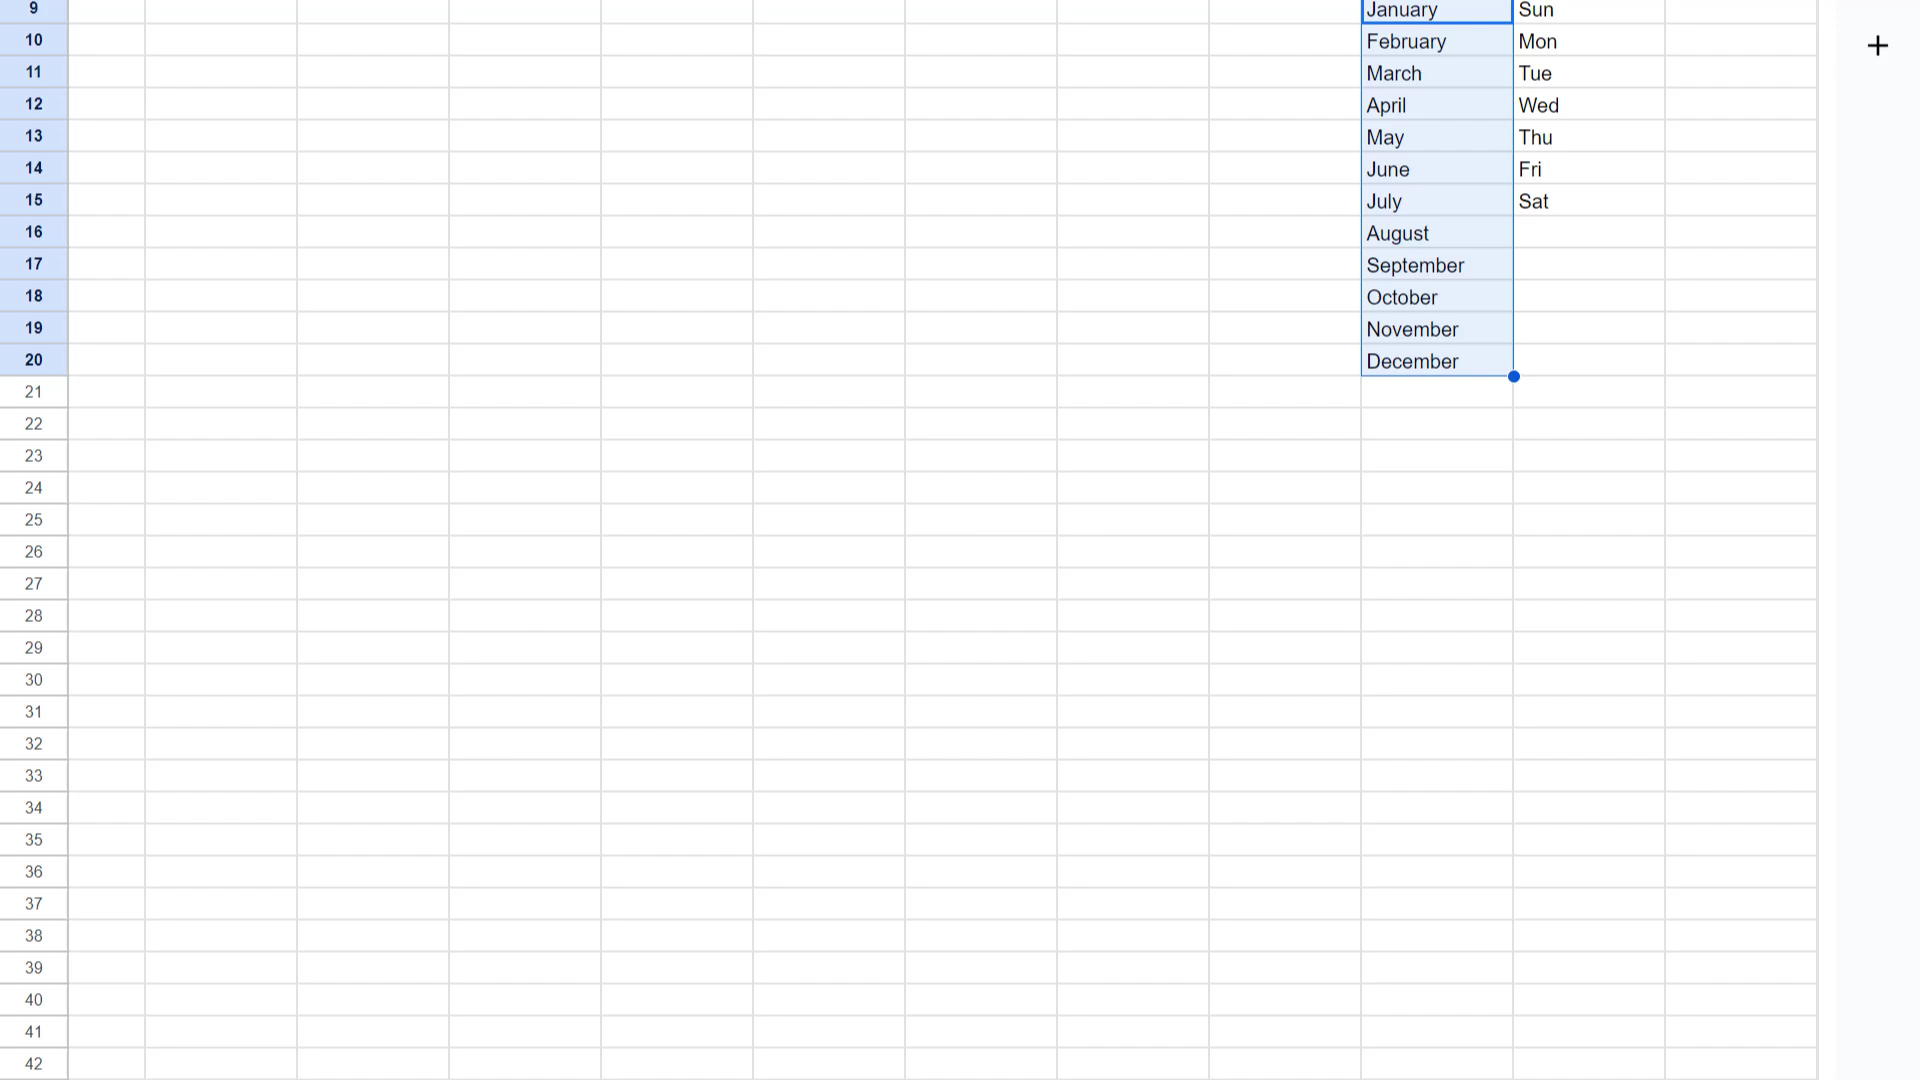 9 January Sun
10 February Mon
11 March Tue
12 April Wed
13 May Thu
14 June Fri
15 July Sat
16 August
17 September
18 October
19 November
20 December
21
22
23
24
25
26
27
28
29
30
31
32
33
34
35
36
37
38
39
40
41
42